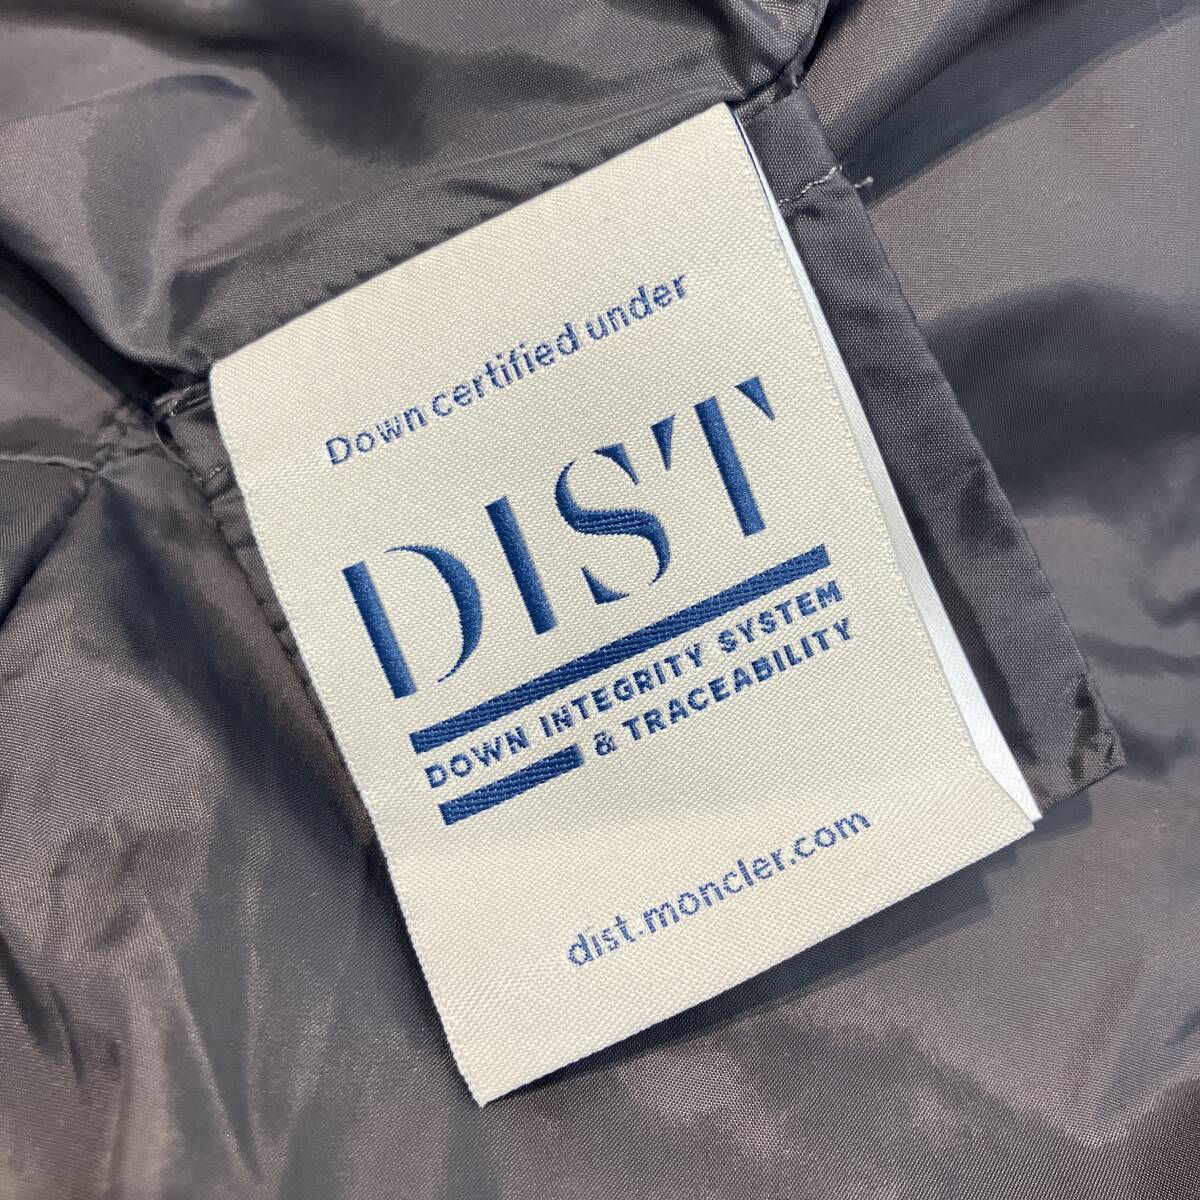 Down certified under
DIST
DOWN INTEGRITY SYSTEM
& TRACEABILITY
dist.moncler.com